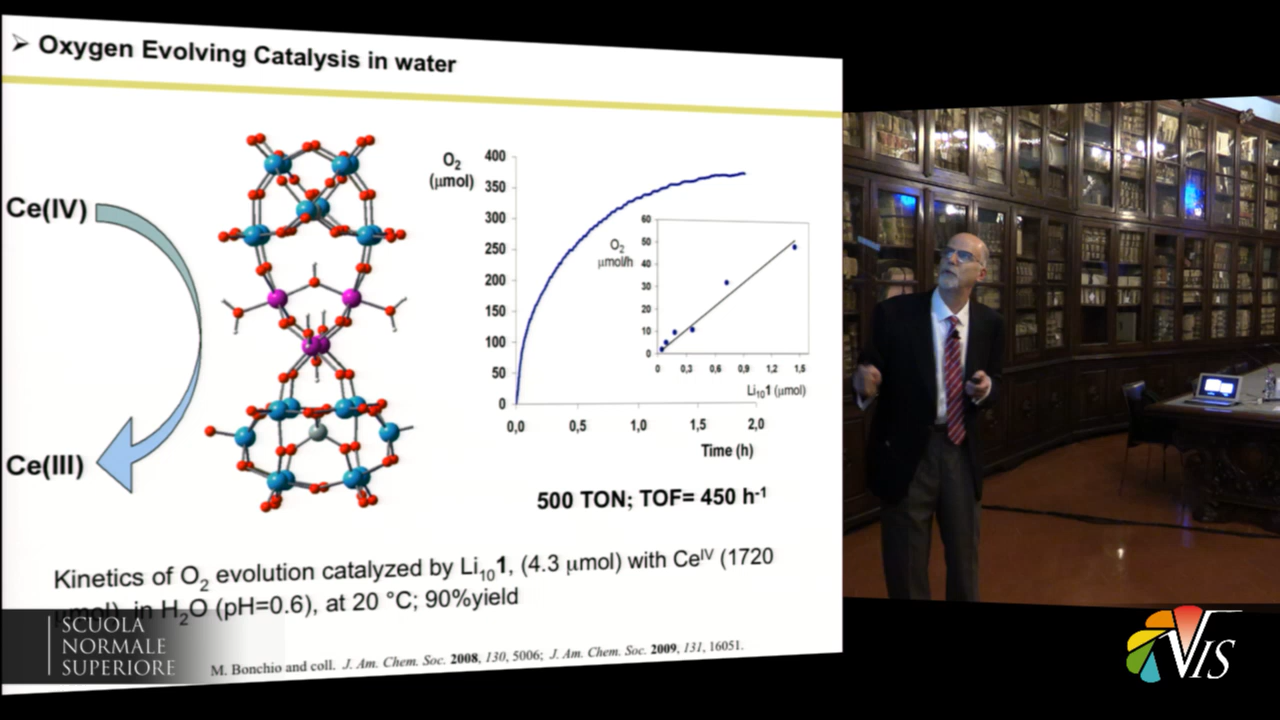 ➢ Oxygen Evolving Catalysis in water
Ce(IV)
Ce(III)
O2
(μmol)
400
350
300
250
200
150
100
50
0
0,0 0,5 1,0 1,5 2,0
Time (h)
O2
μmol/h
60
50
40
30
20
10
0
0 0,3 0,6 0,9 1,2 1,5
Li101 (μmol)
500 TON; TOF= 450 h-1
Kinetics of O2 evolution catalyzed by Li101, (4.3 μmol) with CeIV (1720
μmol), in H2O (pH=0.6), at 20 °C; 90%yield
M. Bonchio and coll. J. Am. Chem. Soc. 2008, 130, 5006; J. Am. Chem. Soc. 2009, 131, 16051.
SCUOLA
NORMALE
SUPERIORE
VIS